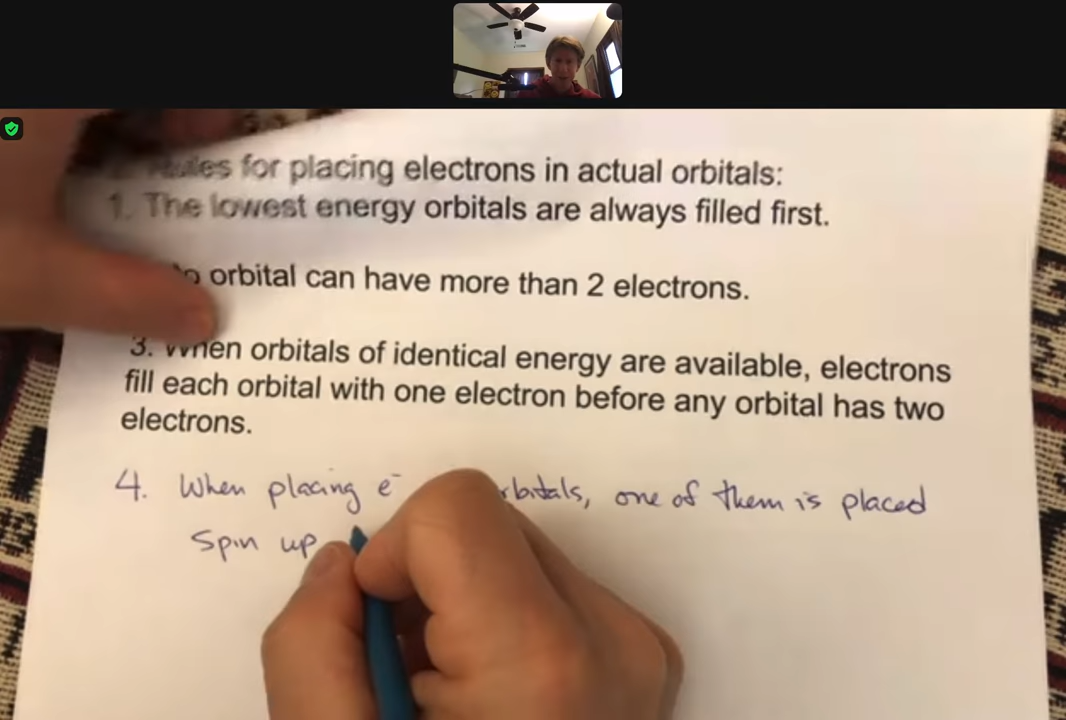 Rules for placing electrons in actual orbitals:
1. The lowest energy orbitals are always filled first.
orbital can have more than 2 electrons.
3. When orbitals of identical energy are available, electrons
fill each orbital with one electron before any orbital has two
electrons.
4. When placing e⁻ orbitals, one of them is placed
Spin up